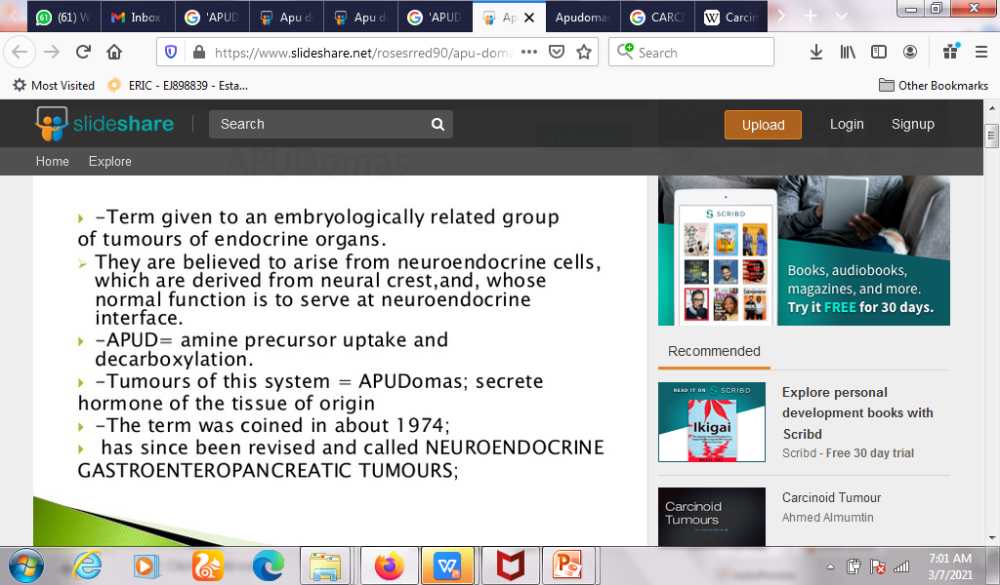 (61) W
Inbox
'APUD
Apu d
Apu d
'APUD
Ap
Apudomas
CARC
Carcin
https://www.slideshare.net/rosesrred90/apu-doma
Search
Most Visited
ERIC - EJ898839 - Esta...
Other Bookmarks
slideshare
Search
Upload
Login
Signup
Home
Explore
APUDomas
-Term given to an embryologically related group
of tumours of endocrine organs.
They are believed to arise from neuroendocrine cells,
which are derived from neural crest,and, whose
normal function is to serve at neuroendocrine
interface.
-APUD= amine precursor uptake and
decarboxylation.
-Tumours of this system = APUDomas; secrete
hormone of the tissue of origin
-The term was coined in about 1974;
has since been revised and called NEUROENDOCRINE
GASTROENTEROPANCREATIC TUMOURS;
SCRIBD
Books, audiobooks,
magazines, and more.
Try it FREE for 30 days.
Recommended
READ IT ON SCRIBD
Ikigai
Explore personal
development books with
Scribd
Scribd - Free 30 day trial
Carcinoid
Tumours
Carcinoid Tumour
Ahmed Almumtin
7:01 AM
3/7/2021